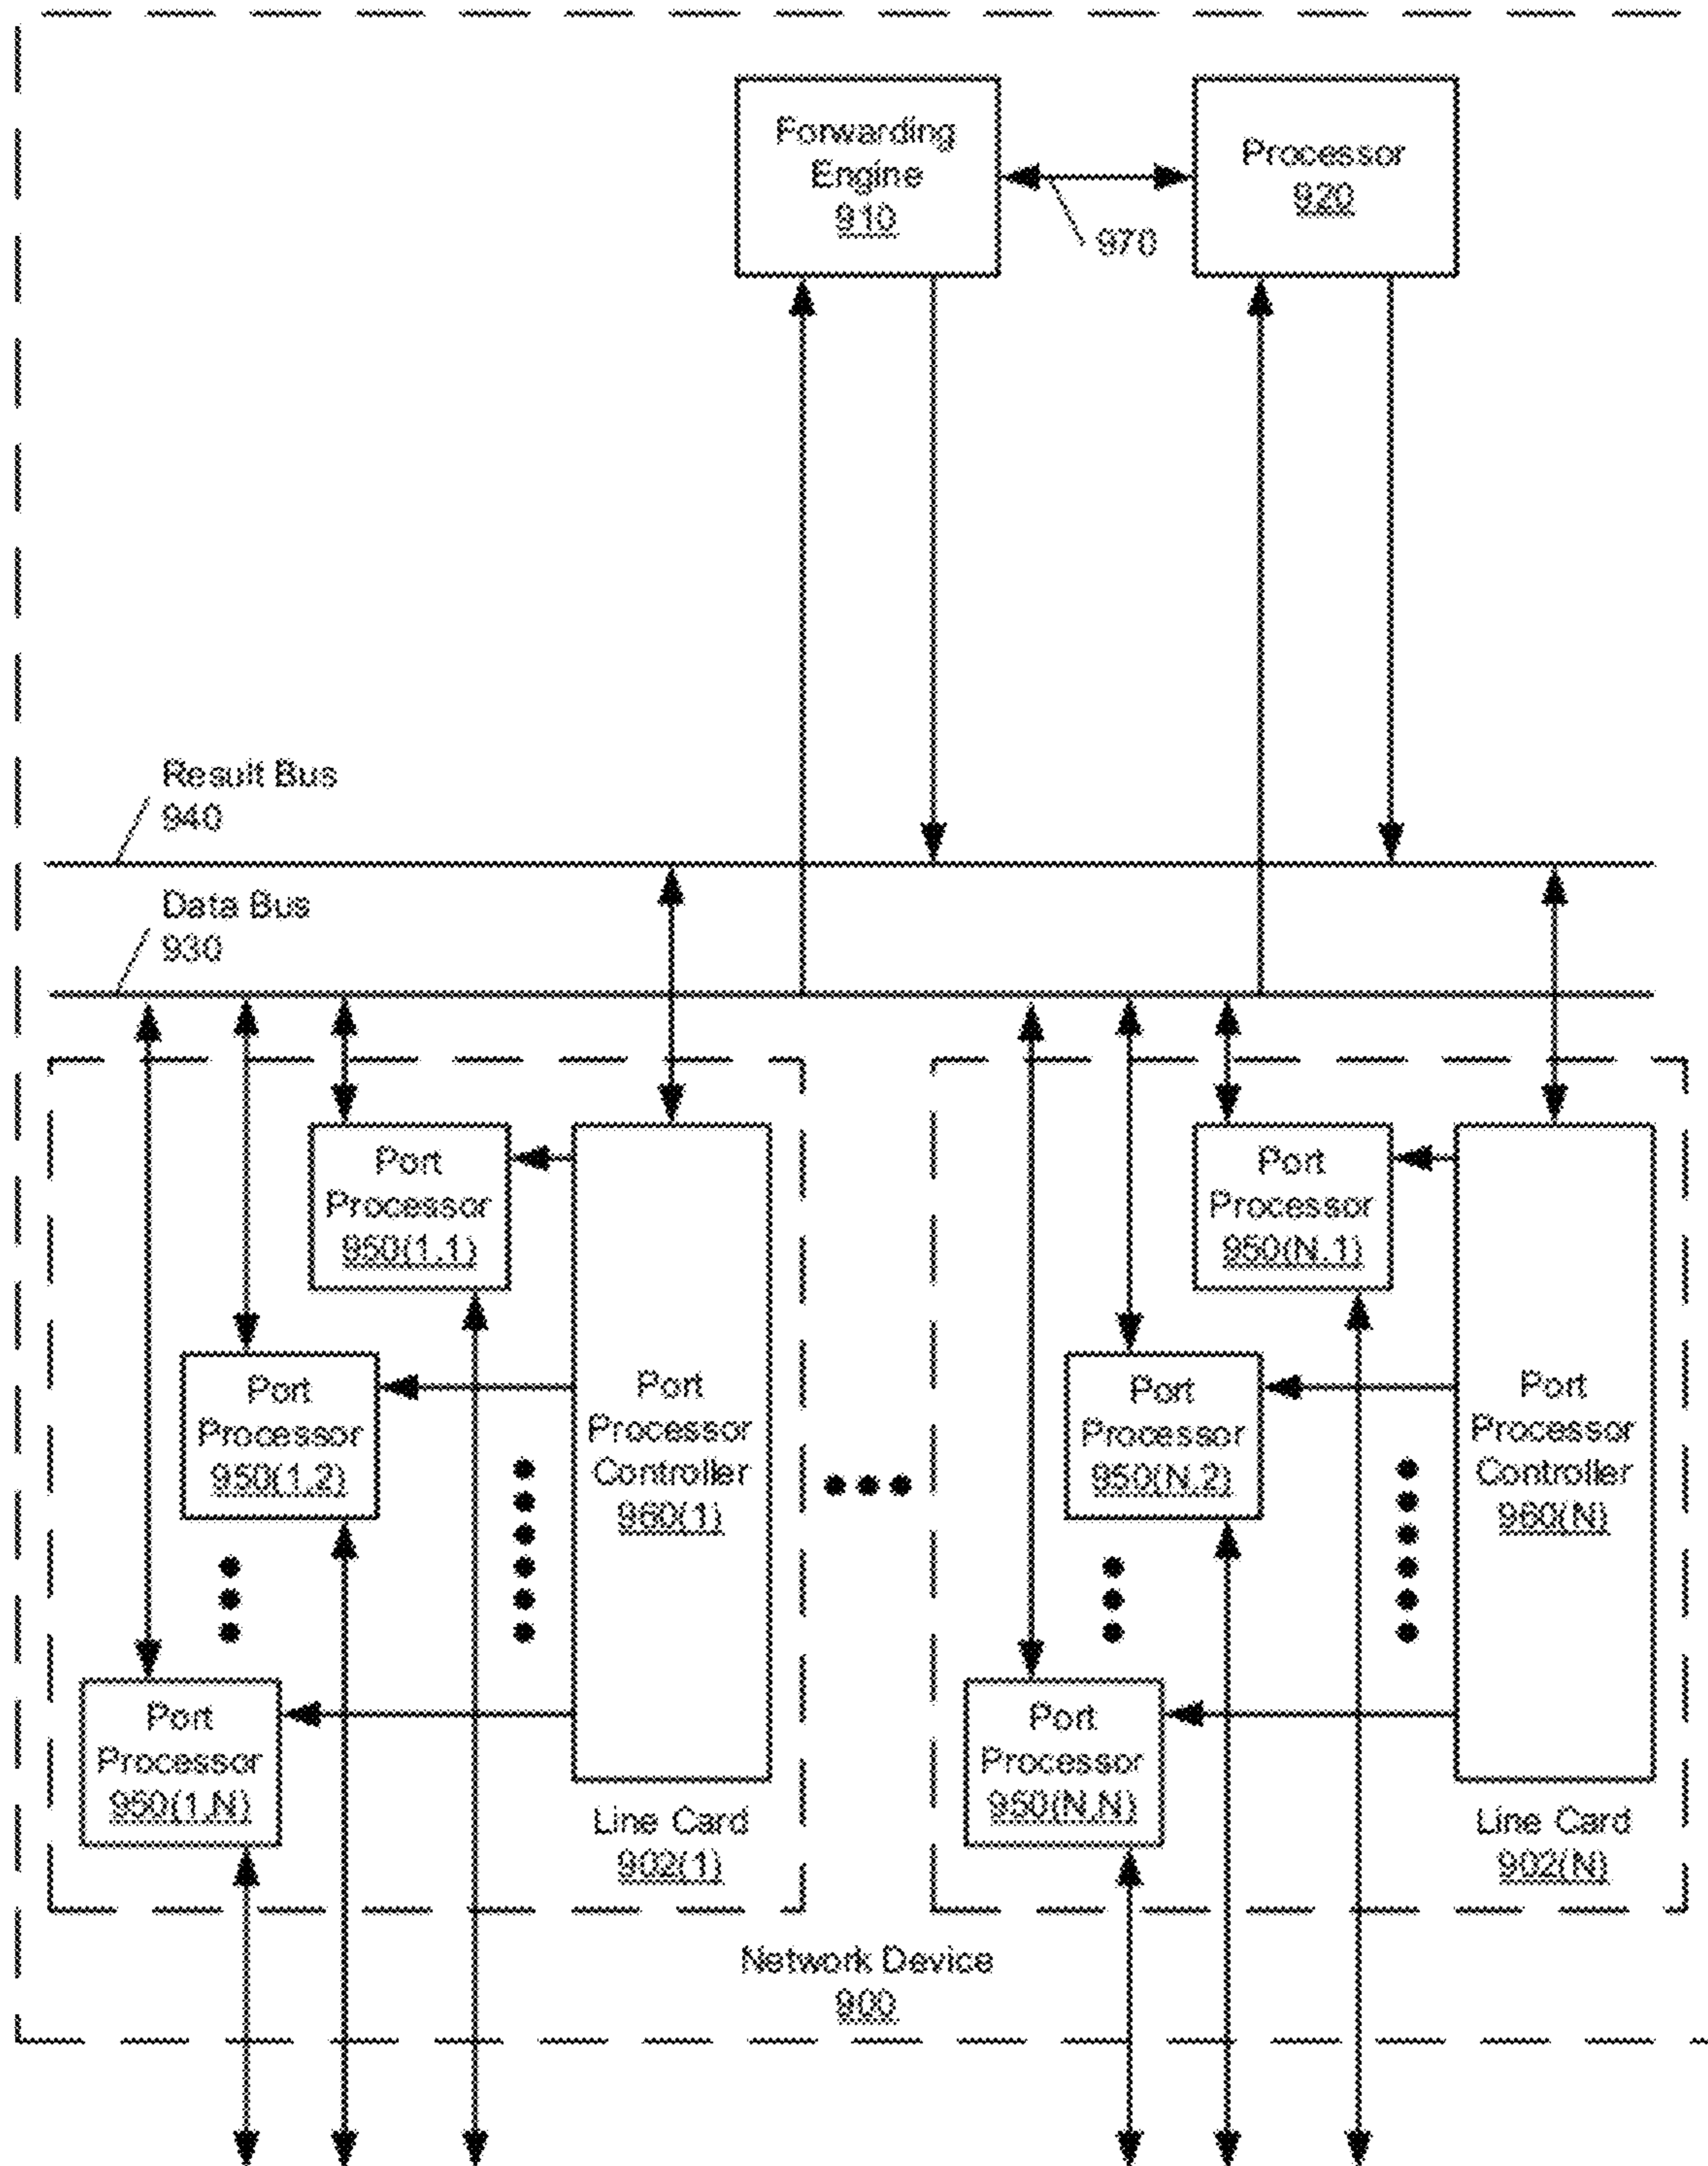 Forwarding
Engine
910
Processor
920
970
Result Bus
940
Data Bus
930
Port
Processor
950(1,1)
Port
Processor
950(1,2)
Port
Processor
950(1,N)
Port
Processor
Controller
960(1)
Line Card
902(1)
Port
Processor
950(N,1)
Port
Processor
950(N,2)
Port
Processor
950(N,N)
Port
Processor
Controller
960(N)
Line Card
902(N)
Network Device
900